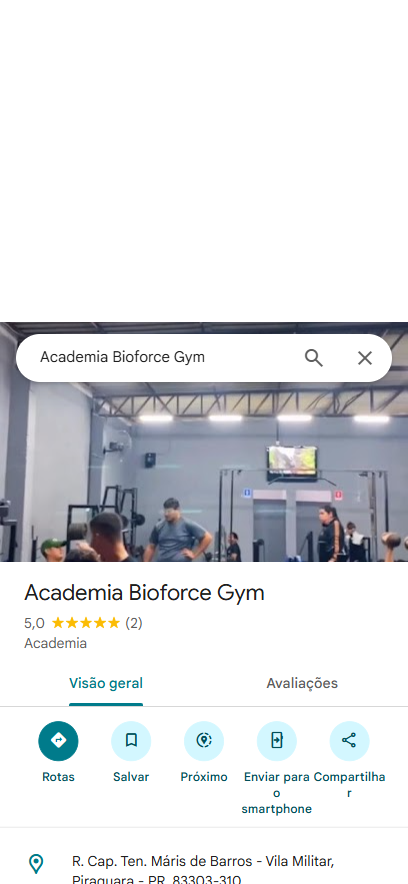 Academia Bioforce Gym
Academia Bioforce Gym
5,0 (2)
Academia
Visão geral
Avaliações
Rotas
Salvar
Próximo
Enviar para
o
smartphone
Compartilha
r
R. Cap. Ten. Máris de Barros - Vila Militar,
Piraquara - PR, 83303-310